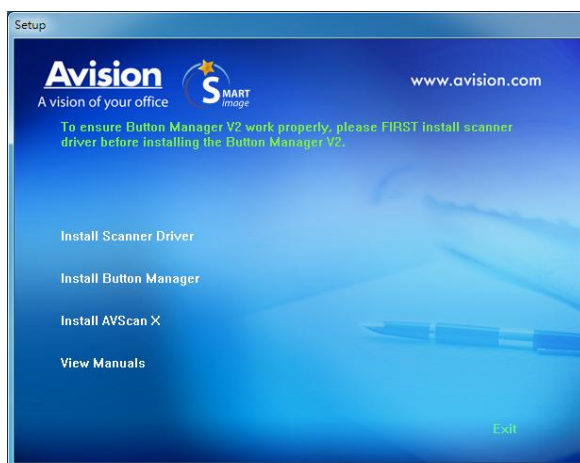 Setup
Avision
A vision of your office
SMART
image
www.avision.com
To ensure Button Manager V2 work properly, please FIRST install scanner
driver before installing the Button Manager V2.
Install Scanner Driver
Install Button Manager
Install AVScan X
View Manuals
Exit